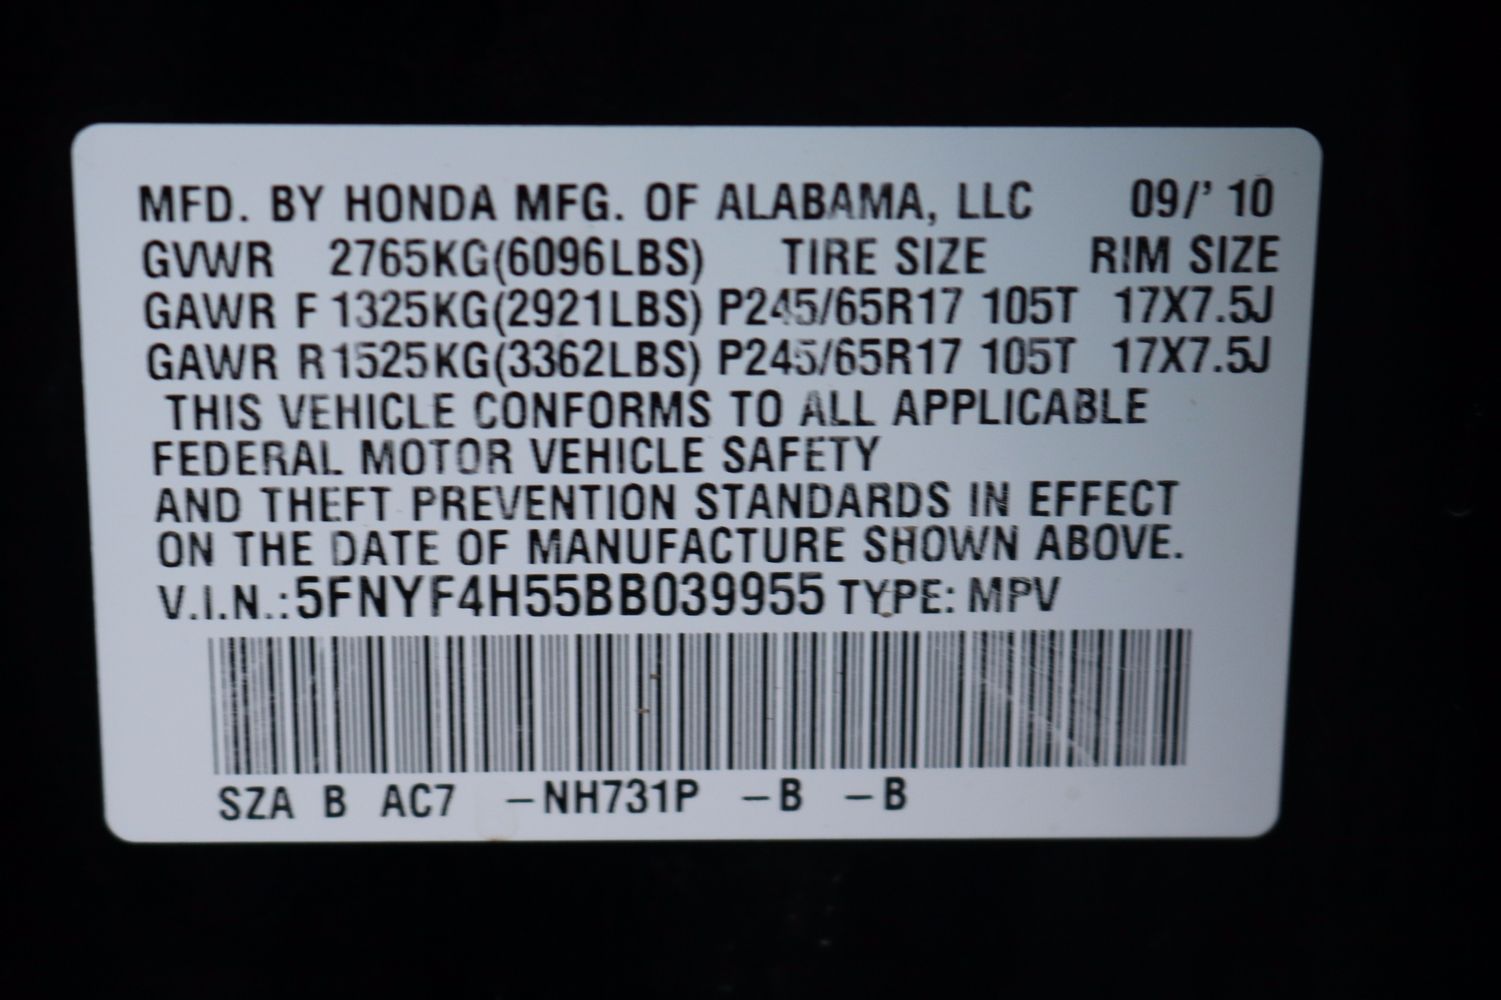 MFD. BY HONDA MFG. OF ALABAMA, LLC 09/' 10
GVWR 2765KG(6096LBS) TIRE SIZE RIM SIZE
GAWR F 1325KG(2921LBS) P245/65R17 105T 17X7.5J
GAWR R 1525KG(3362LBS) P245/65R17 105T 17X7.5J
THIS VEHICLE CONFORMS TO ALL APPLICABLE
FEDERAL MOTOR VEHICLE SAFETY
AND THEFT PREVENTION STANDARDS IN EFFECT
ON THE DATE OF MANUFACTURE SHOWN ABOVE.
V.I.N.:5FNYF4H55BB039955 TYPE: MPV
SZA B AC7 –NH731P –B –B